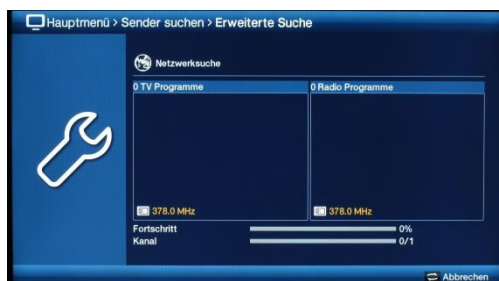 Hauptmenü > Sender suchen > Erweiterte Suche
Netzwerksuche
0 TV Programme
0 Radio Programme
378.0 MHz
378.0 MHz
Fortschritt 0%
Kanal 0/1
Abbrechen